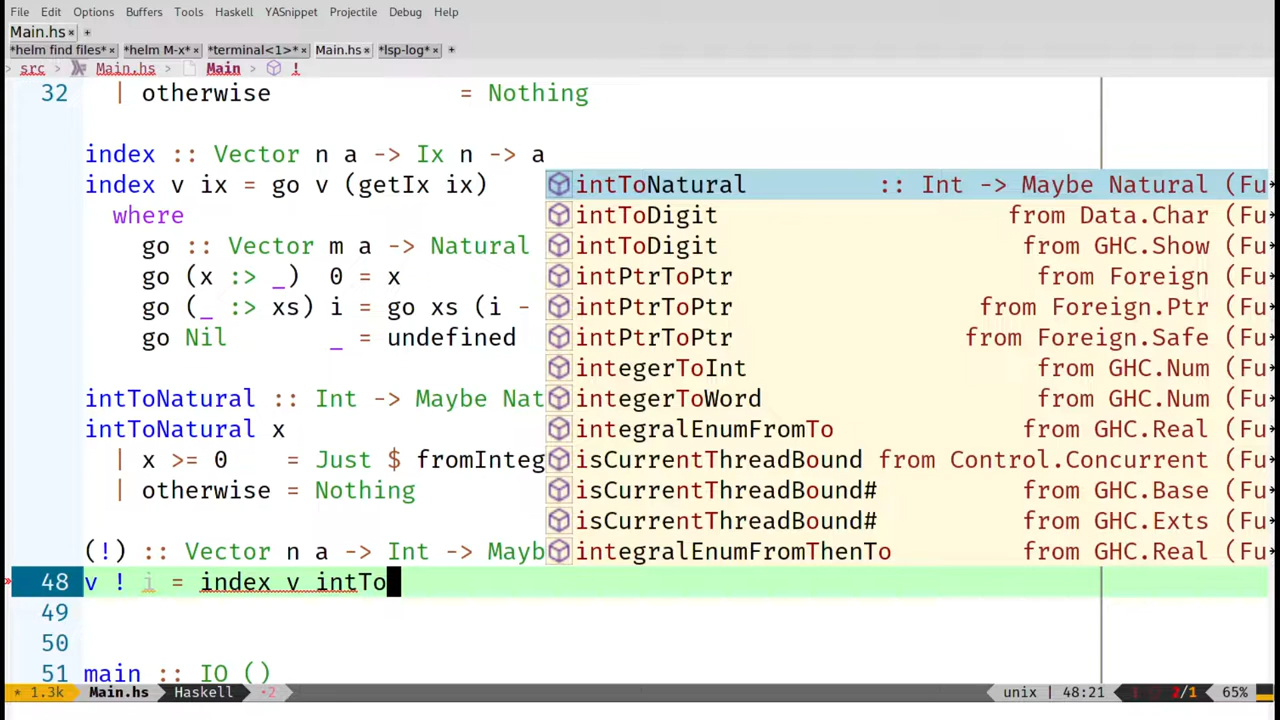 File Edit Options Buffers Tools Haskell YASnippet Projectile Debug Help
Main.hs × +
*helm find files* × *helm M-x* × *terminal<1>* × Main.hs × *lsp-log* × +
> src > Main.hs > Main > !
32 | otherwise = Nothing
index :: Vector n a -> Ix n -> a
index v ix = go v (getIx ix)
where
go :: Vector m a -> Natural
go (x :> _) 0 = x
go (_ :> xs) i = go xs (i -
go Nil _ = undefined
intToNatural :: Int -> Maybe Nat
intToNatural x
| x >= 0 = Just $ fromInteg
| otherwise = Nothing
(!) :: Vector n a -> Int -> Mayb
48 v ! i = index v intTo
49
50
51 main :: IO ()
intToNatural :: Int -> Maybe Natural (Fu
intToDigit from Data.Char (Fu
intToDigit from GHC.Show (Fu
intPtrToPtr from Foreign (Fu
intPtrToPtr from Foreign.Ptr (Fu
intPtrToPtr from Foreign.Safe (Fu
integerToInt from GHC.Num (Fu
integerToWord from GHC.Num (Fu
integralEnumFromTo from GHC.Real (Fu
isCurrentThreadBound from Control.Concurrent (Fu
isCurrentThreadBound# from GHC.Base (Fu
isCurrentThreadBound# from GHC.Exts (Fu
integralEnumFromThenTo from GHC.Real (Fu
* 1.3k Main.hs Haskell •2 unix | 48:21 2/1 65%